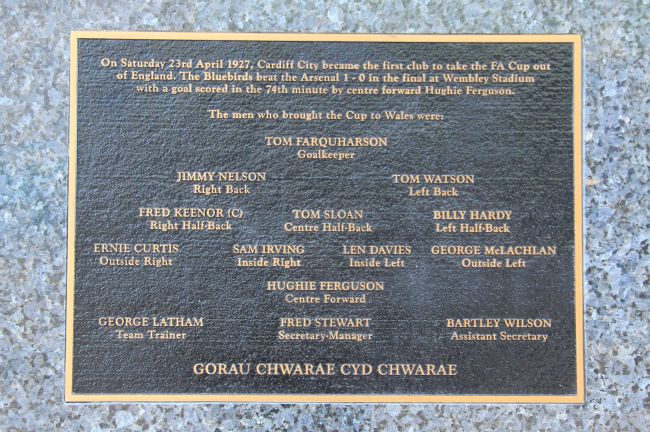 On Saturday 23rd April 1927, Cardiff City became the first club to take the FA Cup out
of England. The Bluebirds beat the Arsenal 1 - 0 in the final at Wembley Stadium
with a goal scored in the 74th minute by centre forward Hughie Ferguson.
The men who brought the Cup to Wales were:
TOM FARQUHARSON
Goalkeeper
JIMMY NELSON TOM WATSON
Right Back Left Back
FRED KEENOR (C) TOM SLOAN BILLY HARDY
Right Half-Back Centre Half-Back Left Half-Back
ERNIE CURTIS SAM IRVING LEN DAVIES GEORGE McLACHLAN
Outside Right Inside Right Inside Left Outside Left
HUGHIE FERGUSON
Centre Forward
GEORGE LATHAM FRED STEWART BARTLEY WILSON
Team Trainer Secretary-Manager Assistant Secretary
GORAU CHWARAE CYD CHWARAE